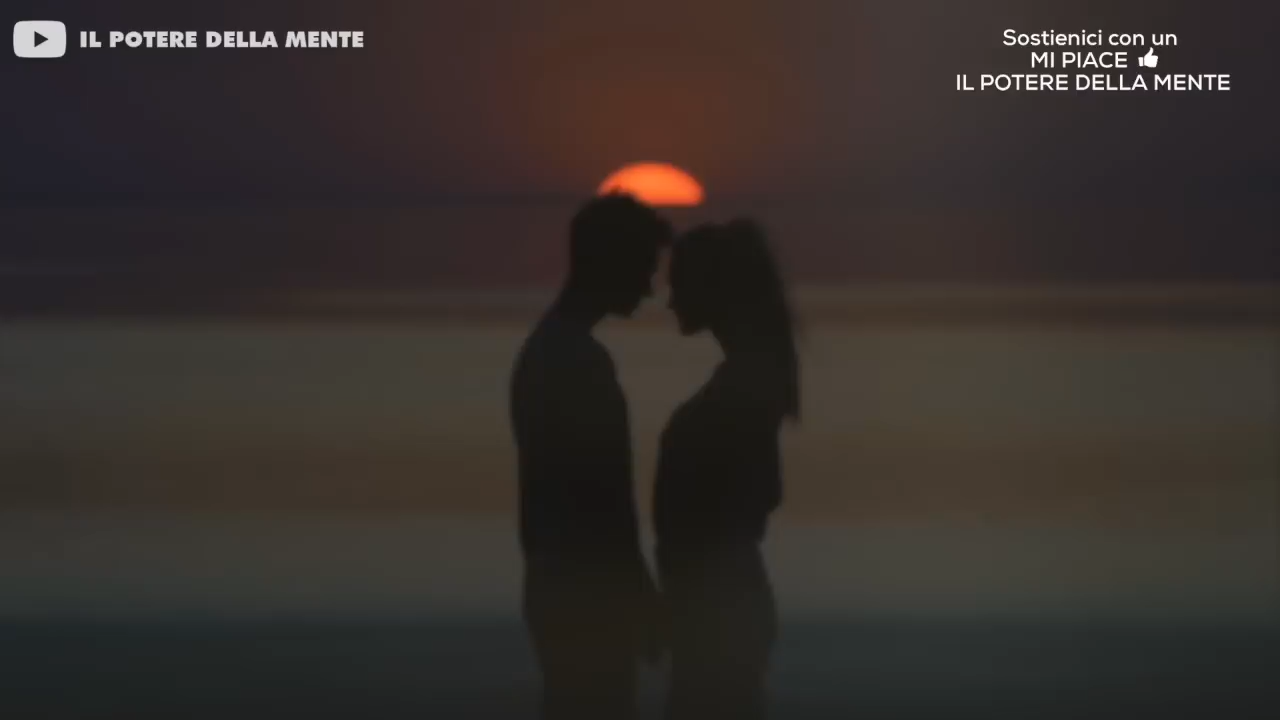 IL POTERE DELLA MENTE
Sostienici con un
MI PIACE
IL POTERE DELLA MENTE